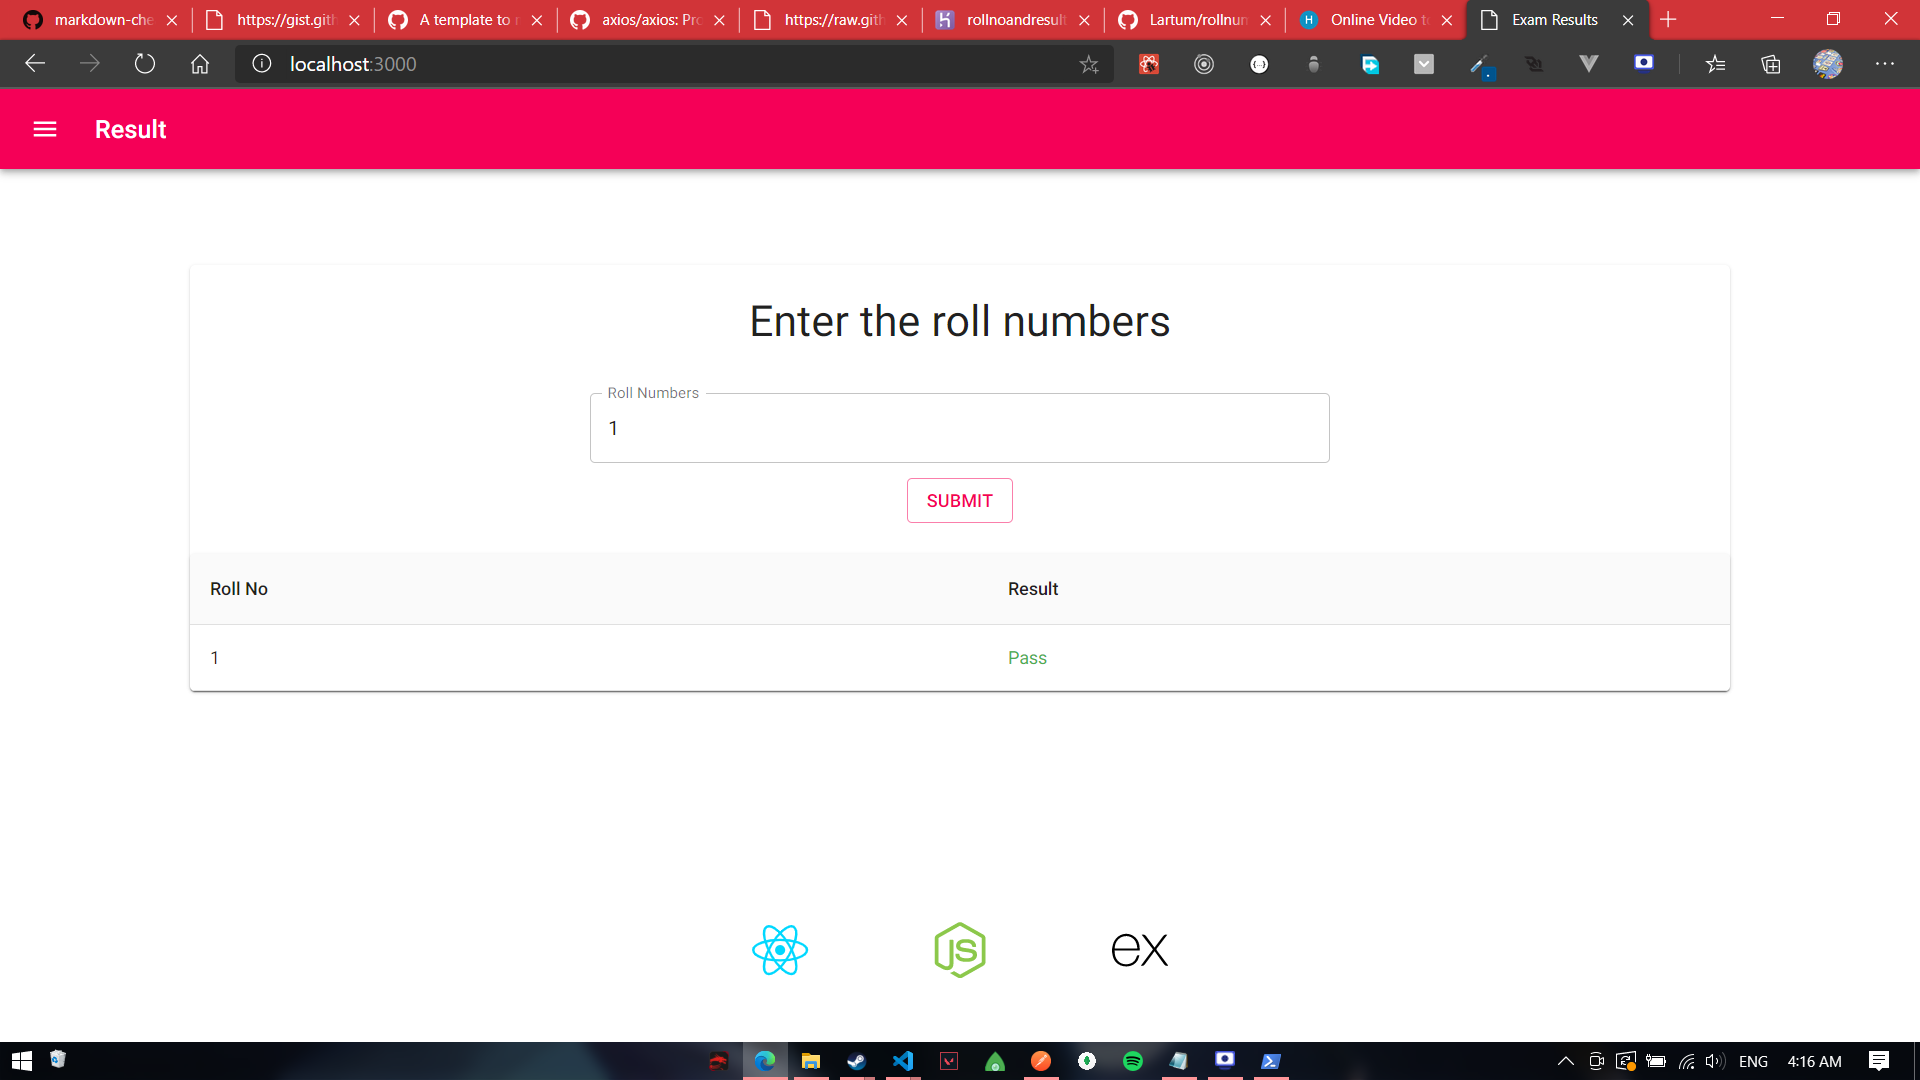 markdown-che
https://gist.gith
A template to
axios/axios: Pro
https://raw.gith
rollnoandresult
Lartum/rollnum
Online Video to
Exam Results
localhost:3000
Result
Enter the roll numbers
Roll Numbers
1
SUBMIT
Roll No Result
1 Pass
JS
ex
ENG 4:16 AM